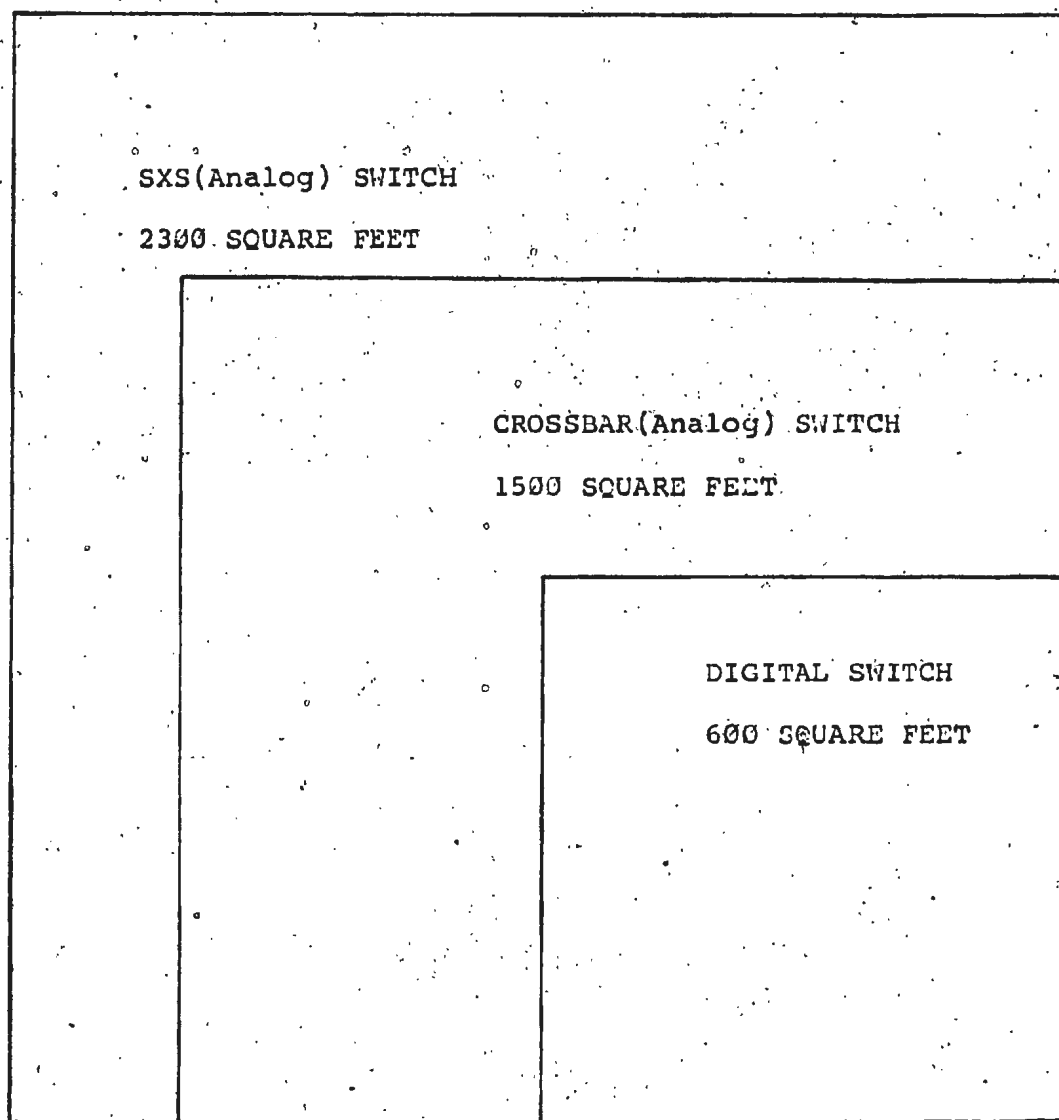 SXS(Analog) SWITCH
2300 SQUARE FEET
CROSSBAR(Analog) SWITCH
1500 SQUARE FEET
DIGITAL SWITCH
600 SQUARE FEET